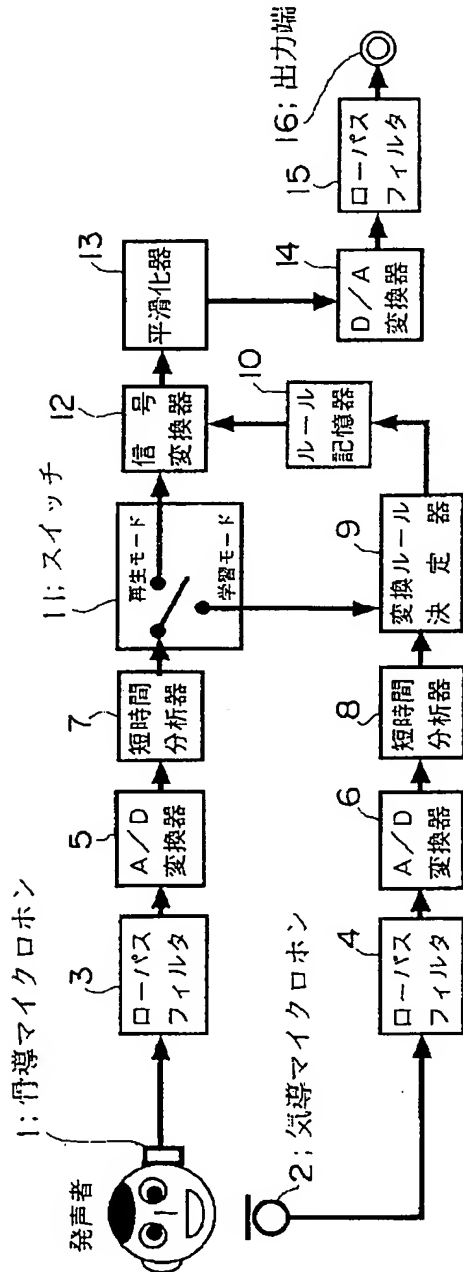 発声者
1;骨導マイクロホン
3
ローパス
フィルタ
5
A/D
変換器
7
短時間
分析器
11;スイッチ
再生モード
学習モード
12
信号
変換器
13
平滑化器
2;気導マイクロホン
4
ローパス
フィルタ
6
A/D
変換器
8
短時間
分析器
9
変換ルール
決定器
10
ルール
記憶器
14
D/A
変換器
15
ローパス
フィルタ
16;出力端